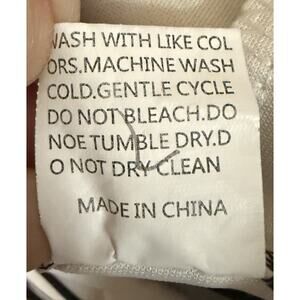 WASH WITH LIKE COL
ORS.MACHINE WASH
COLD.GENTLE CYCLE
DO NOT BLEACH.DO
NOE TUMBLE DRY.D
O NOT DRY CLEAN
MADE IN CHINA